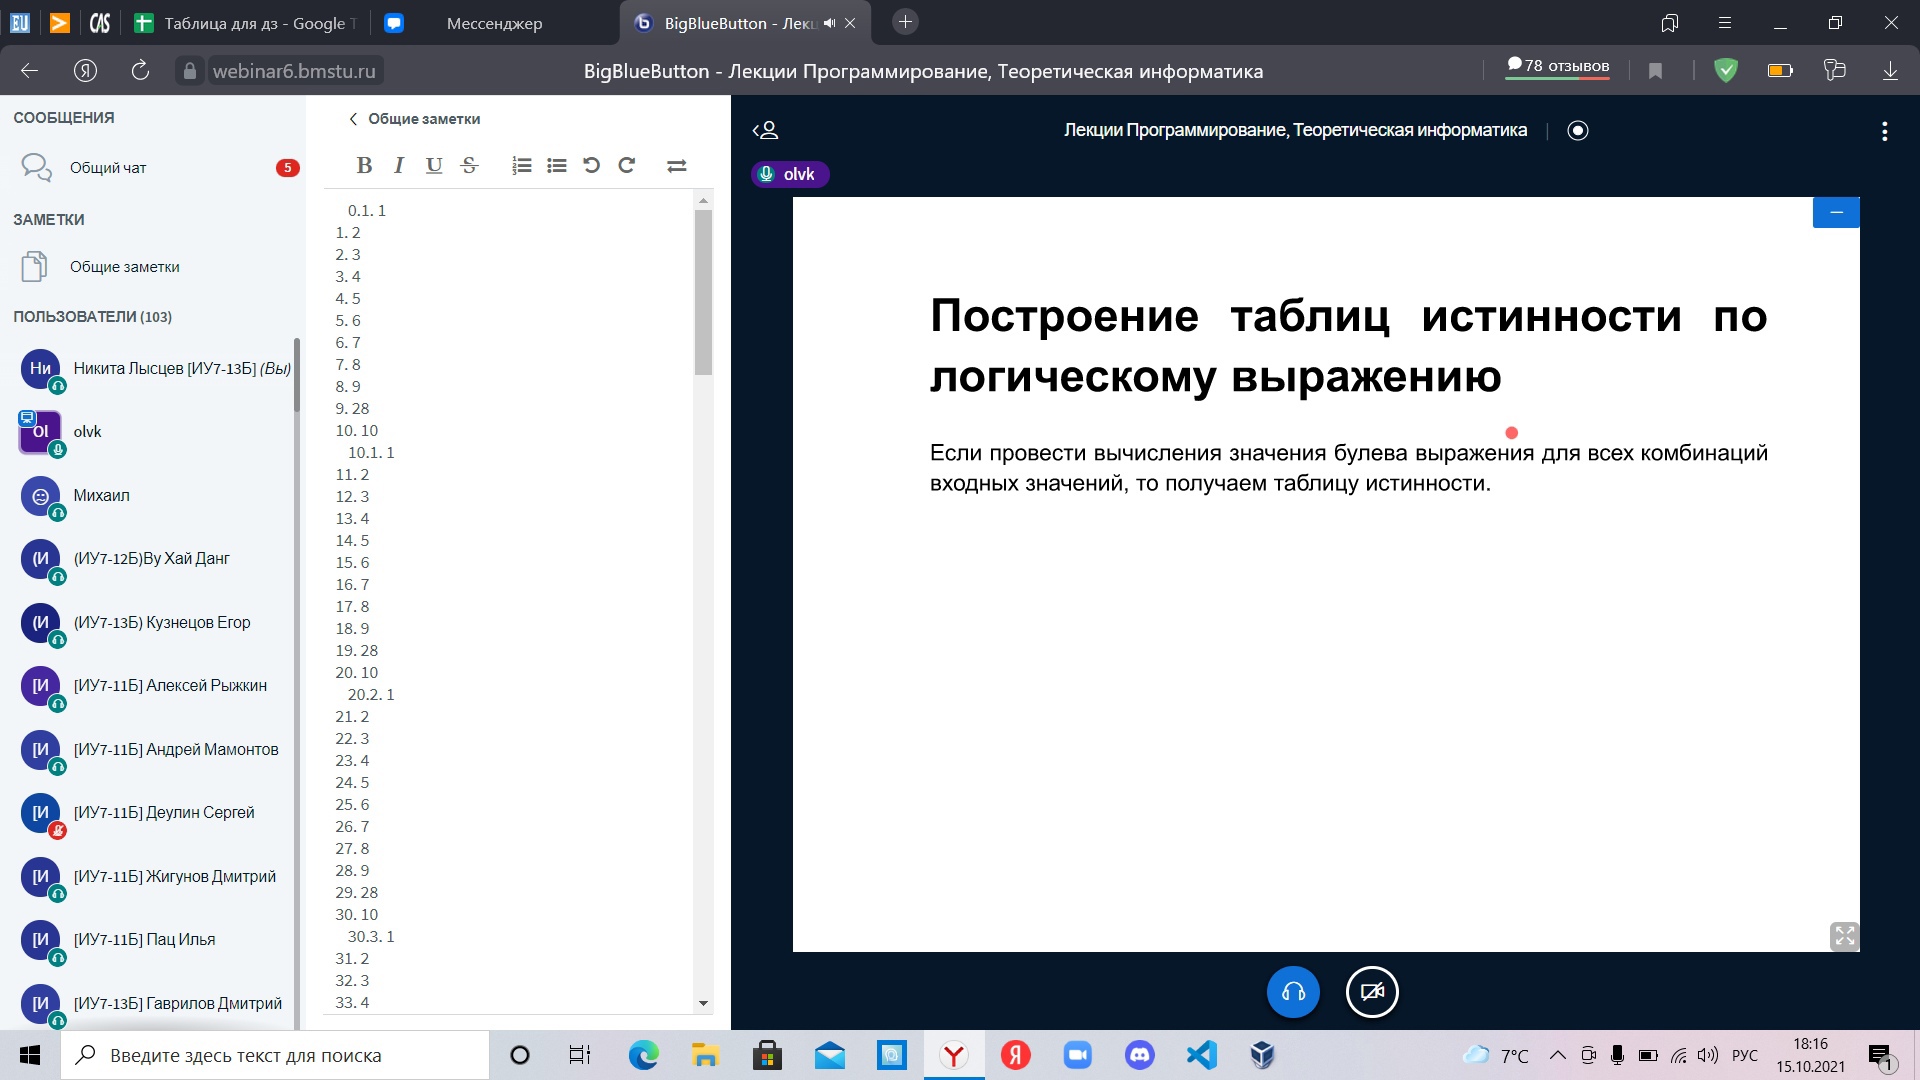 EU
CAS
Таблица для дз - Google Т
Мессенджер
BigBlueButton - Лекц
webinar6.bmstu.ru
BigBlueButton - Лекции Программирование, Теоретическая информатика
78 отзывов
СООБЩЕНИЯ
Общий чат
5
ЗАМЕТКИ
Общие заметки
ПОЛЬЗОВАТЕЛИ (103)
Ни
Никита Лысцев [ИУ7-13Б] (Вы)
Ol
olvk
Михаил
(И
(ИУ7-12Б)Ву Хай Данг
(И
(ИУ7-13Б) Кузнецов Егор
[И
[ИУ7-11Б] Алексей Рыжкин
[И
[ИУ7-11Б] Андрей Мамонтов
[И
[ИУ7-11Б] Деулин Сергей
[И
[ИУ7-11Б] Жигунов Дмитрий
[И
[ИУ7-11Б] Пац Илья
[И
[ИУ7-13Б] Гаврилов Дмитрий
Общие заметки
B I U S
0.1. 1
1. 2
2. 3
3. 4
4. 5
5. 6
6. 7
7. 8
8. 9
9. 28
10. 10
10.1. 1
11. 2
12. 3
13. 4
14. 5
15. 6
16. 7
17. 8
18. 9
19. 28
20. 10
20.2. 1
21. 2
22. 3
23. 4
24. 5
25. 6
26. 7
27. 8
28. 9
29. 28
30. 10
30.3. 1
31. 2
32. 3
33. 4
Лекции Программирование, Теоретическая информатика
olvk
Построение таблиц истинности по
логическому выражению
Если провести вычисления значения булева выражения для всех комбинаций
входных значений, то получаем таблицу истинности.
Введите здесь текст для поиска
7°C
РУС
18:16
15.10.2021
1